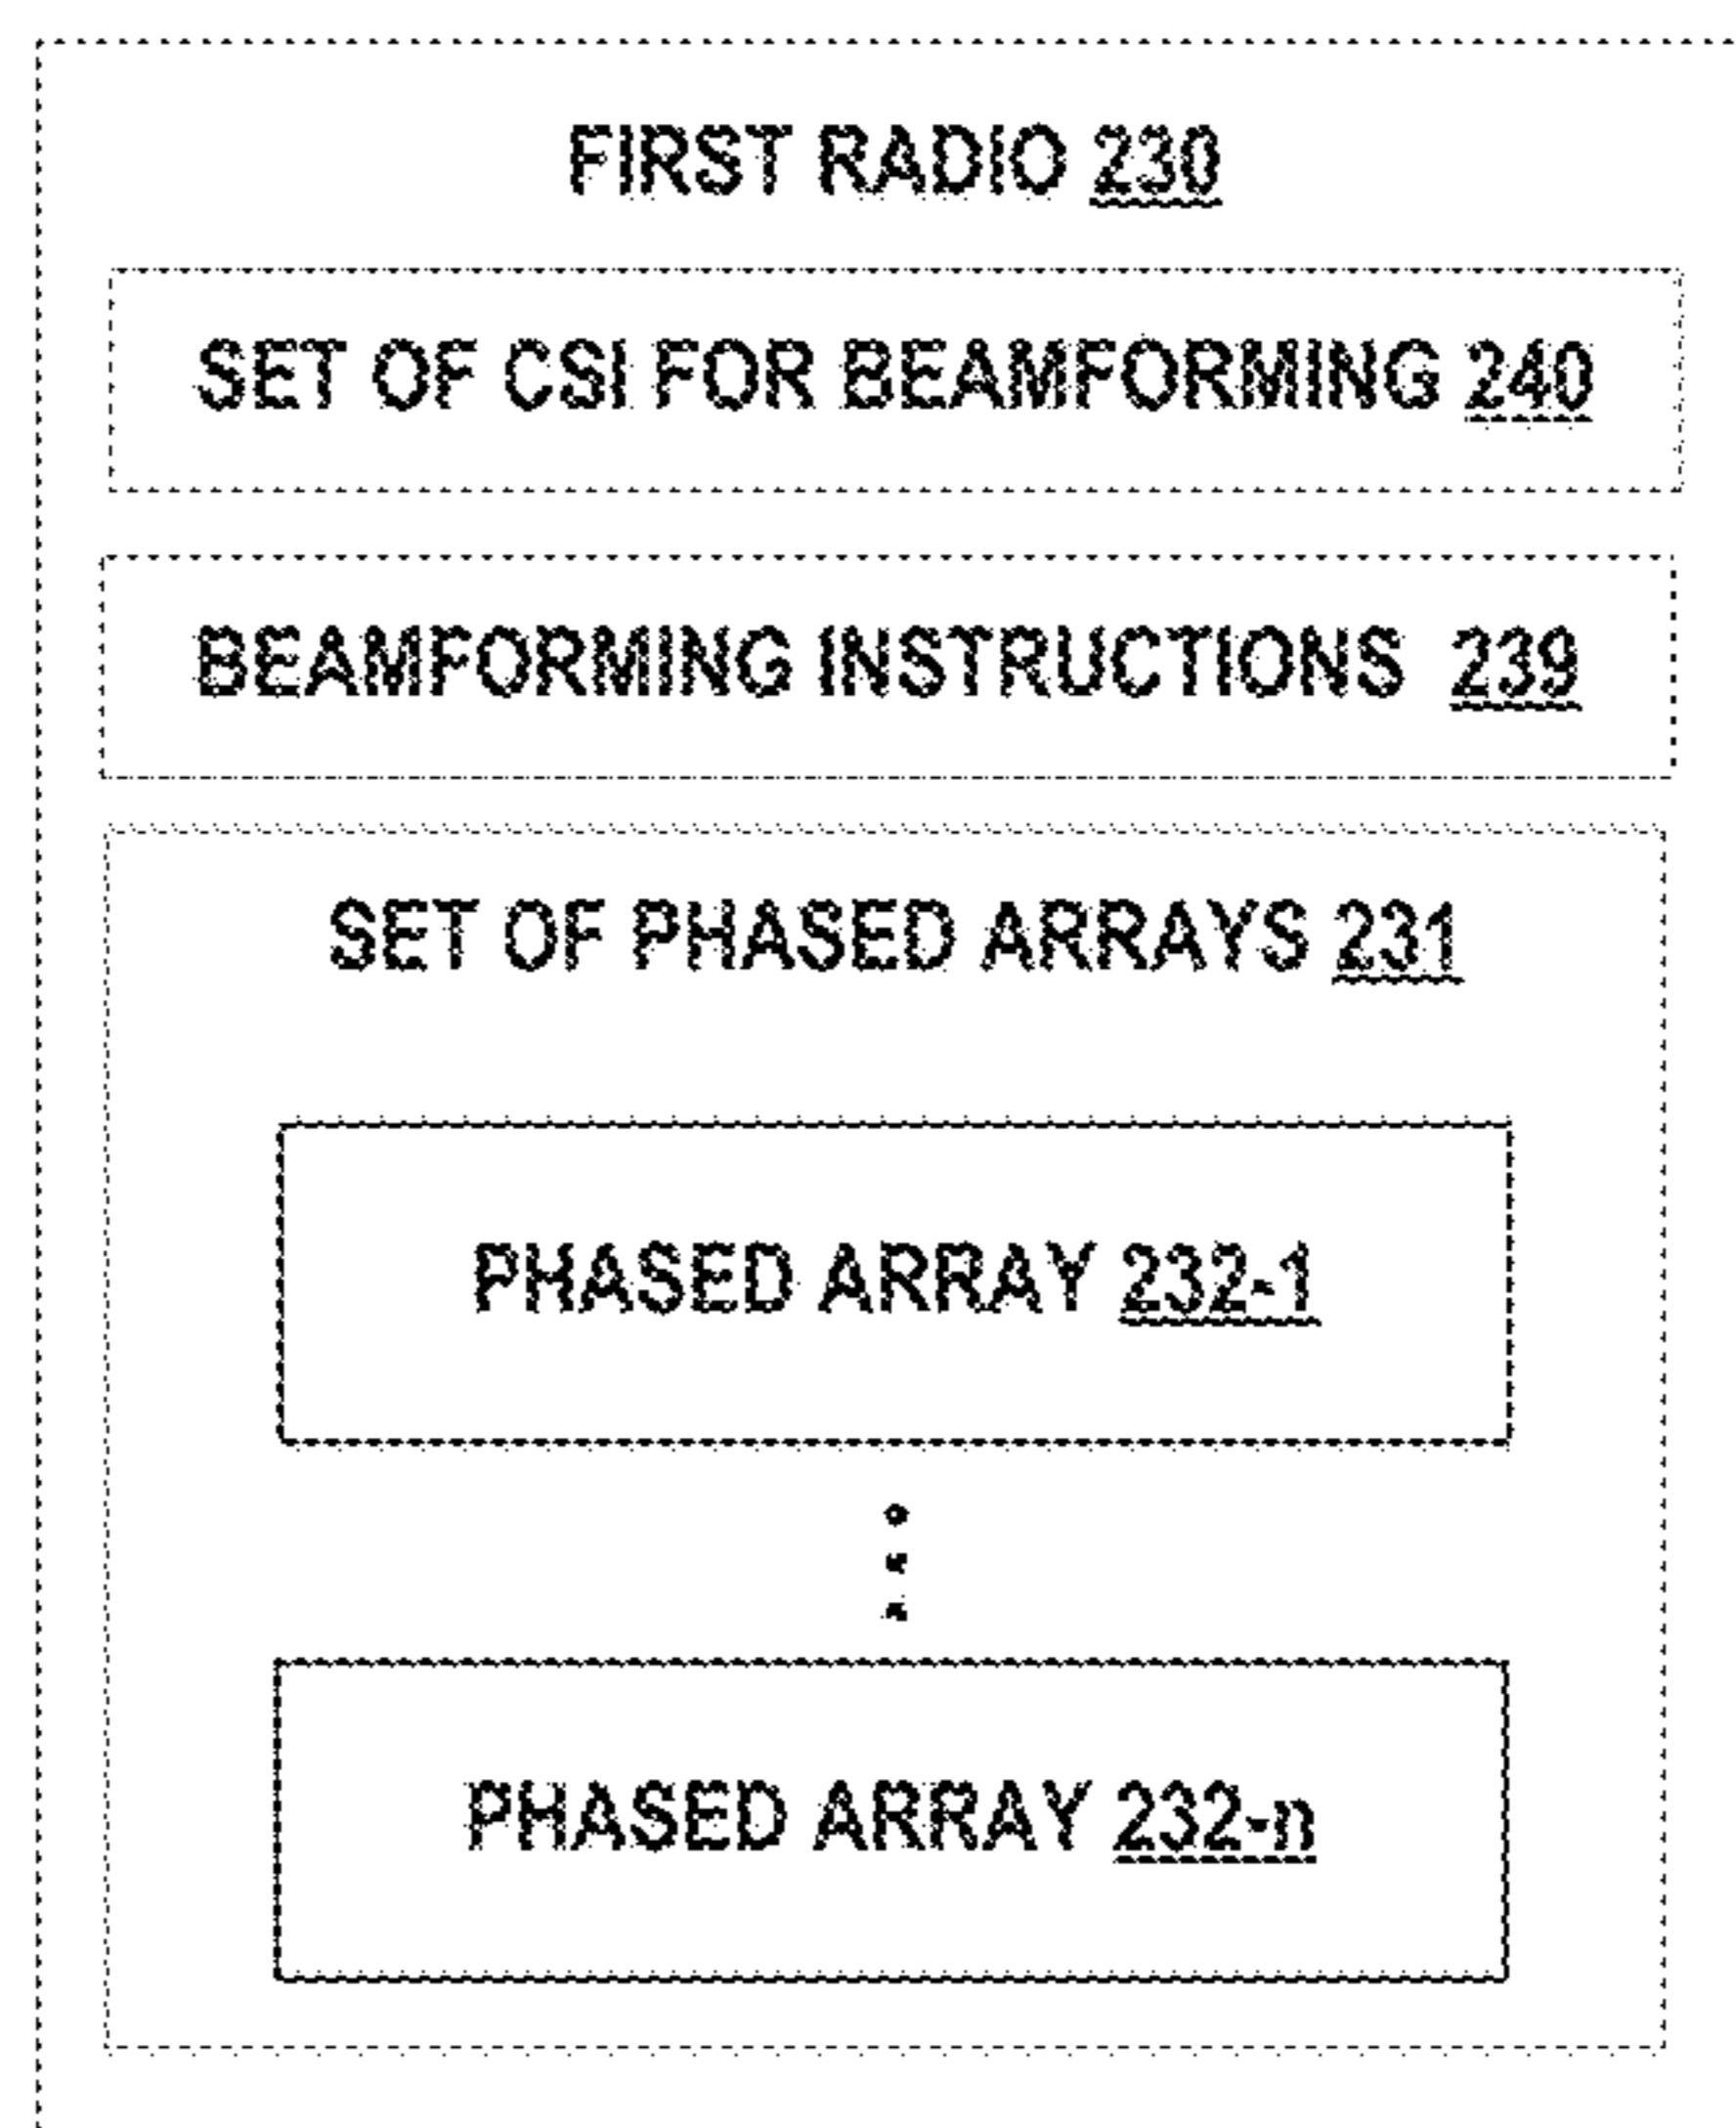 FIRST RADIO 230
SET OF CSI FOR BEAMFORMING 240
BEAMFORMING INSTRUCTIONS 239
SET OF PHASED ARRAYS 231
PHASED ARRAY 232-1
PHASED ARRAY 232-n